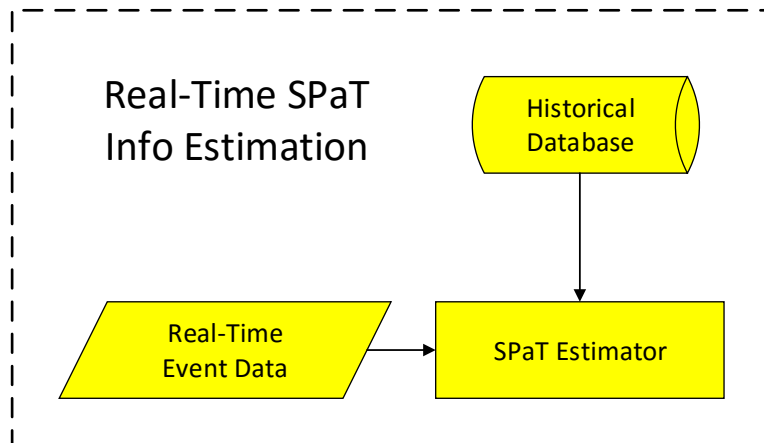 Real-Time SPaT
Info Estimation
Historical
Database
Real-Time
Event Data
SPaT Estimator